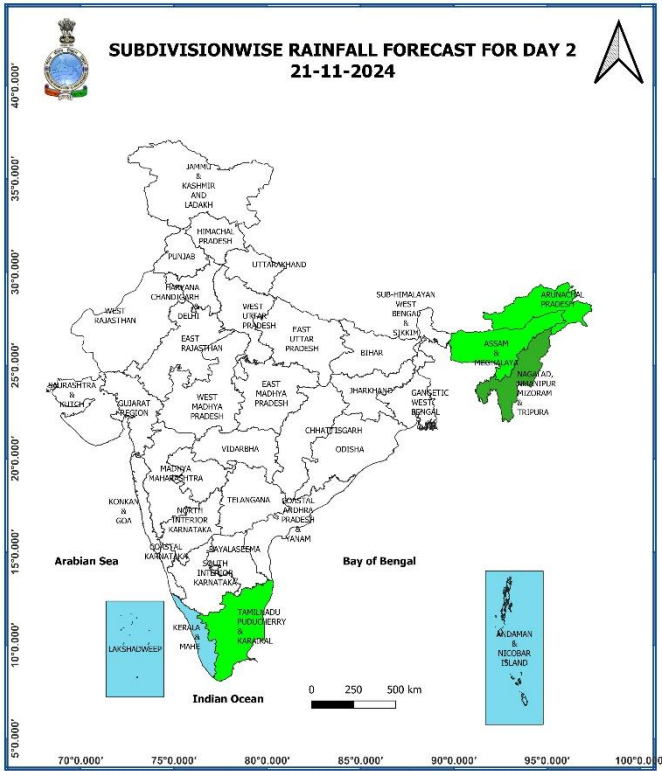 SUBDIVISIONWISE RAINFALL FORECAST FOR DAY 2
21-11-2024
40°0.000'
35°0.000'
30°0.000'
25°0.000'
20°0.000'
15°0.000'
10°0.000'
5°0.000'
JAMMU
&
KASHMIR
AND
LADAKH
HIMACHAL
PRADESH
PUNJAB
UTTARAKHAND
HARYANA
CHANDIGARH
DELHI
WEST
RAJASTHAN
EAST
RAJASTHAN
WEST
UTTAR
PRADESH
EAST
UTTAR
PRADESH
SUB-HIMALAYAN
WEST
BENGAL
&
SIKKIM
ARUNACHAL
PRADESH
ASSAM
&
MEGHALAYA
NAGALAD,
MANIPUR
MIZORAM
&
TRIPURA
BIHAR
JHARKHAND
GANGETIC
WEST
BENGAL
SAURASHTRA
&
KUTCH
GUJARAT
REGION
WEST
MADHYA
PRADESH
EAST
MADHYA
PRADESH
CHHATTISGARH
ODISHA
VIDARBHA
MADHYA
MAHARASHTRA
KONKAN
&
GOA
NORTH
INTERIOR
KARNATAKA
TELANGANA
COASTAL
ANDHRA
PRADESH
&
YANAM
COASTAL
KARNATAKA
RAYALASEEMA
SOUTH
INTERIOR
KARNATAKA
Arabian Sea
Bay of Bengal
TAMILNADU
PUDUCHERRY
&
KARAIKAL
KERALA
&
MAHE
LAKSHADWEEP
ANDAMAN
&
NICOBAR
ISLAND
Indian Ocean
0 250 500 km
70°0.000' 75°0.000' 80°0.000' 85°0.000' 90°0.000' 95°0.000' 100°0.000'